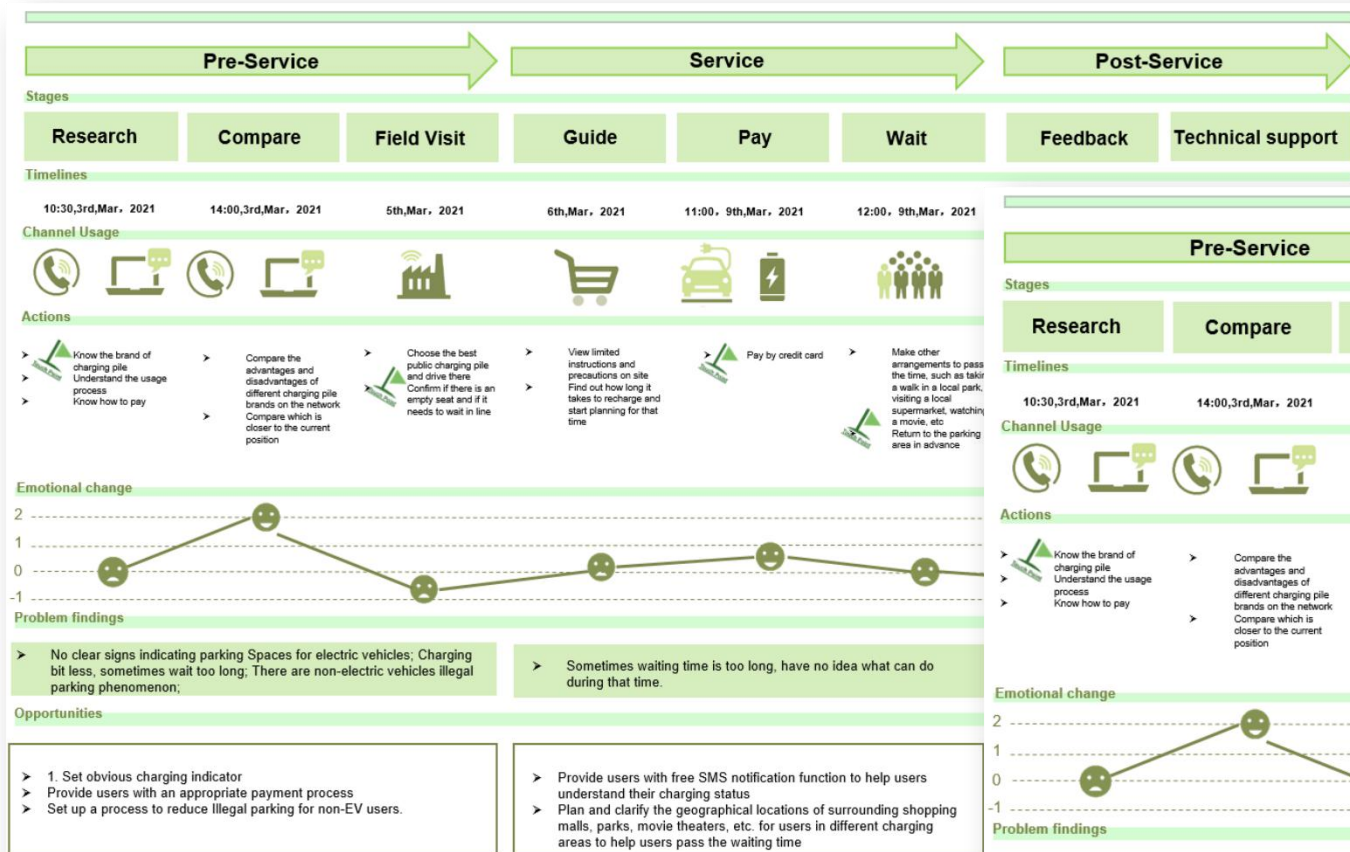 Pre-Service
Service
Post-Service
Stages
Research
Compare
Field Visit
Guide
Pay
Wait
Feedback
Technical support
Timelines
10:30,3rd,Mar，2021
14:00,3rd,Mar，2021
5th,Mar，2021
6th,Mar，2021
11:00，9th,Mar，2021
12:00，9th,Mar，2021
Channel Usage
Actions
Know the brand of
charging pile
Understand the usage
process
Know how to pay
Touch Point
Compare the
advantages and
disadvantages of
different charging pile
brands on the network
Compare which is
closer to the current
position
Choose the best
public charging pile
and drive there
Confirm if there is an
empty seat and if it
needs to wait in line
Touch Point
View limited
instructions and
precautions on site
Find out how long it
takes to recharge and
start planning for that
time
Pay by credit card
Touch Point
Make other
arrangements to pass
the time, such as takin
a walk in a local park,
visiting a local
supermarket, watching
a movie, etc
Return to the parking
area in advance
Touch Point
Emotional change
2
1
0
-1
Problem findings
No clear signs indicating parking Spaces for electric vehicles; Charging
bit less, sometimes wait too long; There are non-electric vehicles illegal
parking phenomenon;
Sometimes waiting time is too long, have no idea what can do
during that time.
Opportunities
1. Set obvious charging indicator
Provide users with an appropriate payment process
Set up a process to reduce Illegal parking for non-EV users.
Provide users with free SMS notification function to help users
understand their charging status
Plan and clarify the geographical locations of surrounding shopping
malls, parks, movie theaters, etc. for users in different charging
areas to help users pass the waiting time
Pre-Service
Stages
Research
Compare
Timelines
10:30,3rd,Mar，2021
14:00,3rd,Mar，2021
Channel Usage
Actions
Know the brand of
charging pile
Understand the usage
process
Know how to pay
Touch Point
Compare the
advantages and
disadvantages of
different charging pile
brands on the network
Compare which is
closer to the current
position
Emotional change
2
1
0
-1
Problem findings